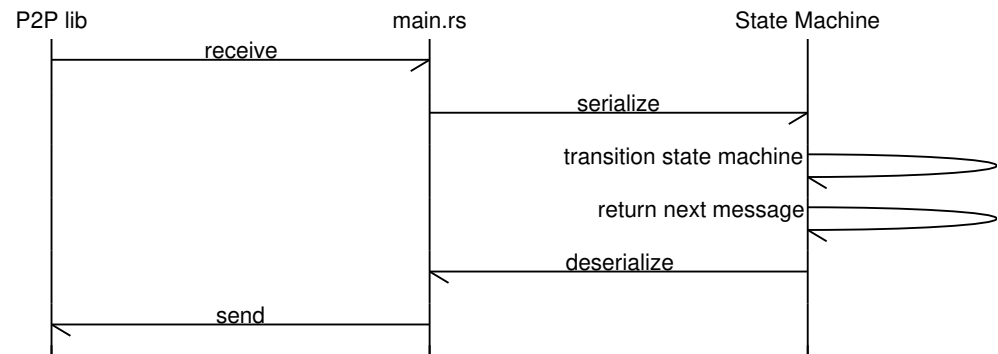 P2P lib
main.rs
State Machine
receive
serialize
transition state machine
return next message
deserialize
send